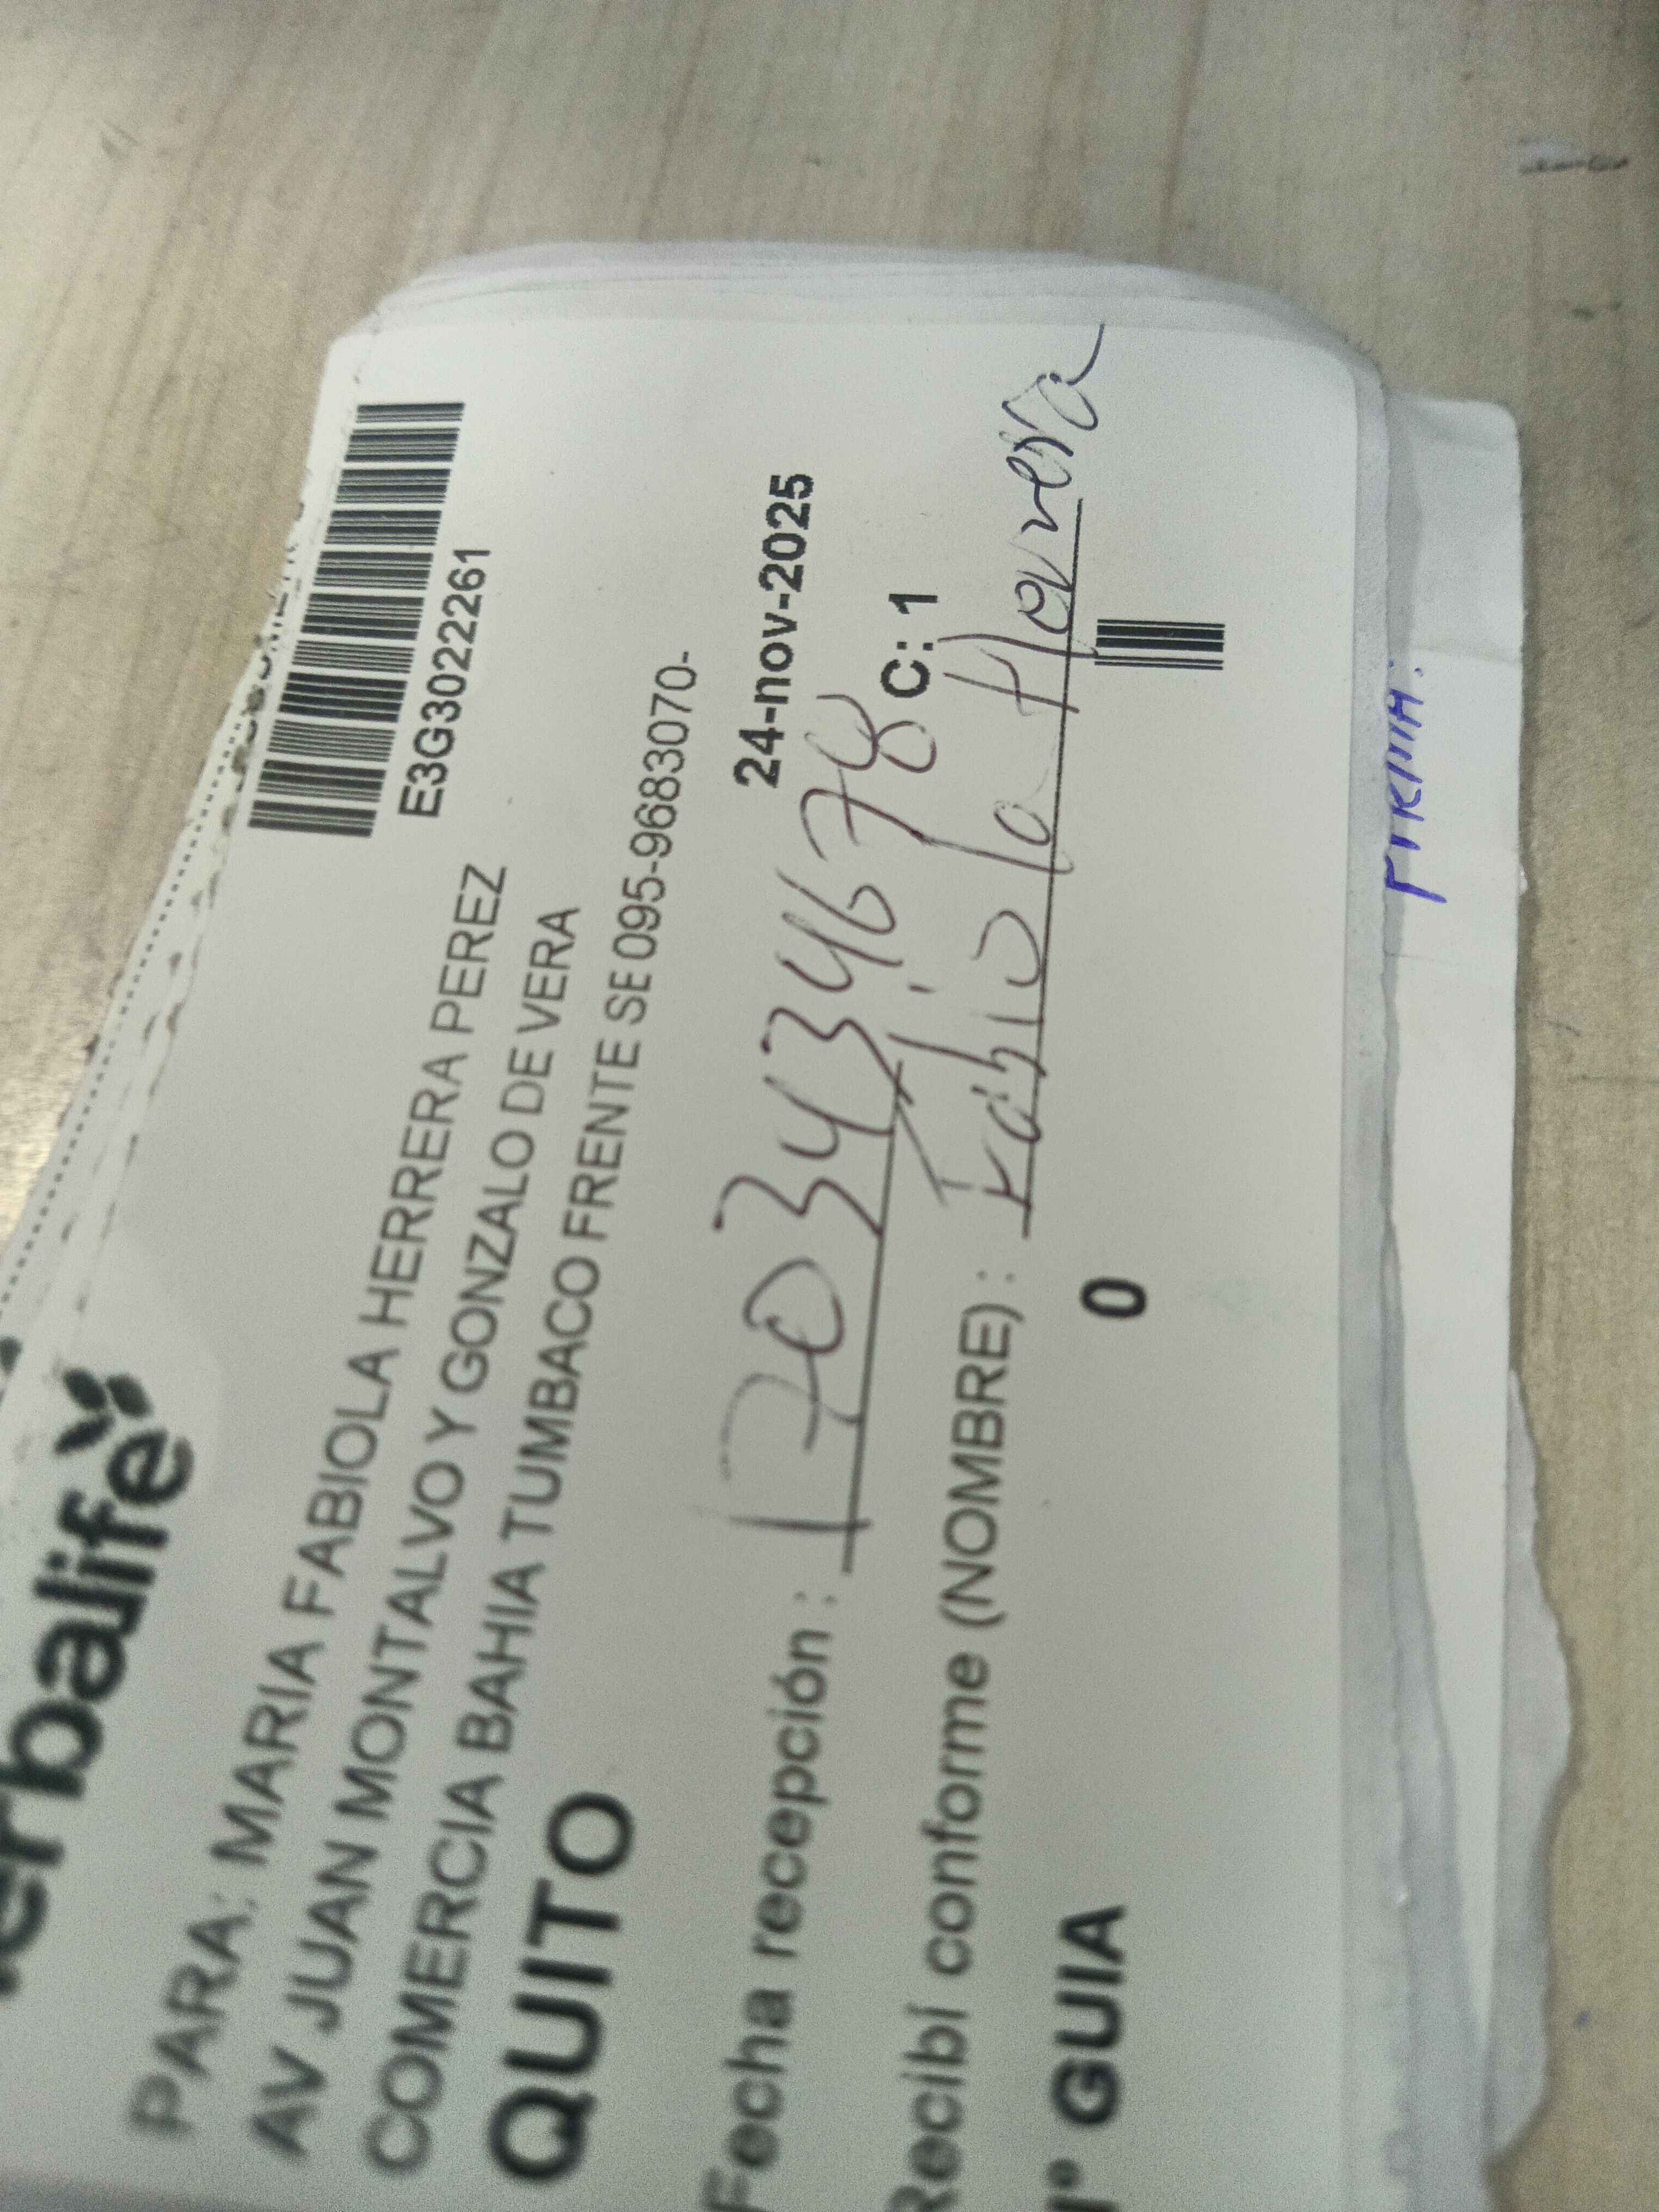 erbalife
E3G3022261
PARA: MARIA FABIOLA HERRERA PEREZ
AV JUAN MONTALVO Y GONZALO DE VERA
COMERCIA BAHIA TUMBACO FRENTE SE 095-9683070-
QUITO
24-nov-2025
Fecha recepción : 1703434678
C: 1
Recibí conforme (NOMBRE) : Fabiola Herrera
N° GUIA 0
FIRMA: